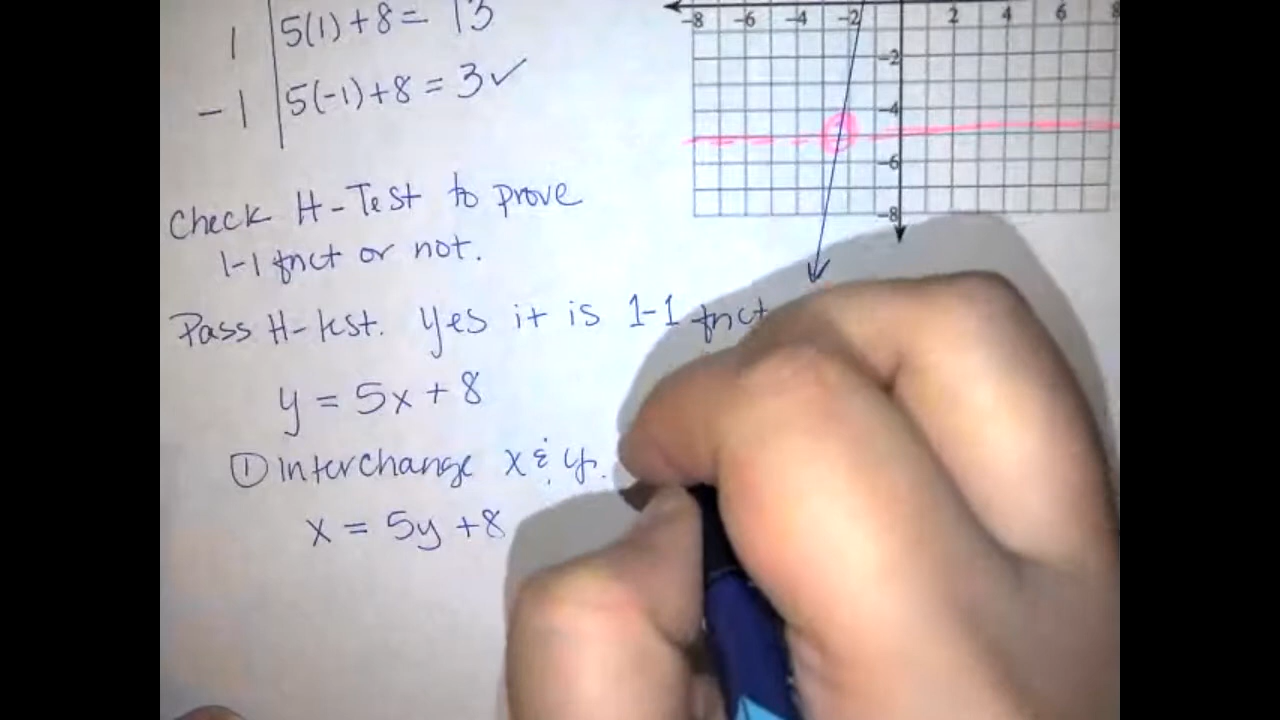 1 5(1)+8 = 13
-1 5(-1)+8 = 3✓
Check H-Test to prove
1-1 fnct or not.
Pass H-test. Yes it is 1-1 fnct
y = 5x + 8
① interchange x & y.
x = 5y +8
-8 -6 -4 -2 2 4 6 8
-2
-4
-6
-8